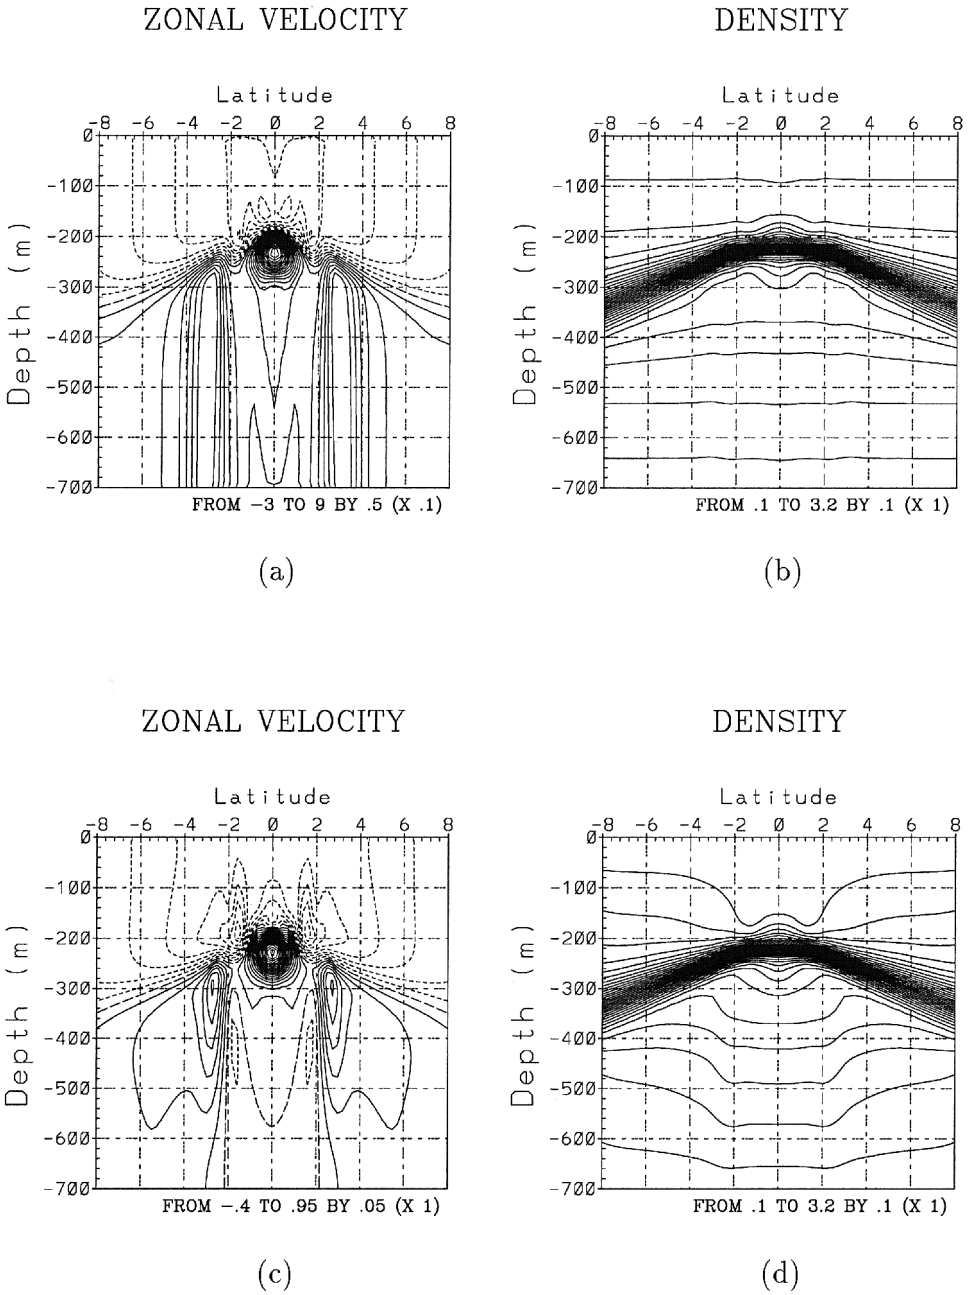 ZONAL VELOCITY
DENSITY
Latitude
Latitude
-8 -6 -4 -2 0 2 4 6 8
-8 -6 -4 -2 0 2 4 6 8
0
-100
-200
-300
-400
-500
-600
-700
Depth (m)
0
-100
-200
-300
-400
-500
-600
-700
Depth (m)
FROM -3 TO 9 BY .5 (X .1)
FROM .1 TO 3.2 BY .1 (X 1)
(a)
(b)
ZONAL VELOCITY
DENSITY
Latitude
Latitude
-8 -6 -4 -2 0 2 4 6 8
-8 -6 -4 -2 0 2 4 6 8
0
-100
-200
-300
-400
-500
-600
-700
Depth (m)
0
-100
-200
-300
-400
-500
-600
-700
Depth (m)
FROM -.4 TO .95 BY .05 (X 1)
FROM .1 TO 3.2 BY .1 (X 1)
(c)
(d)